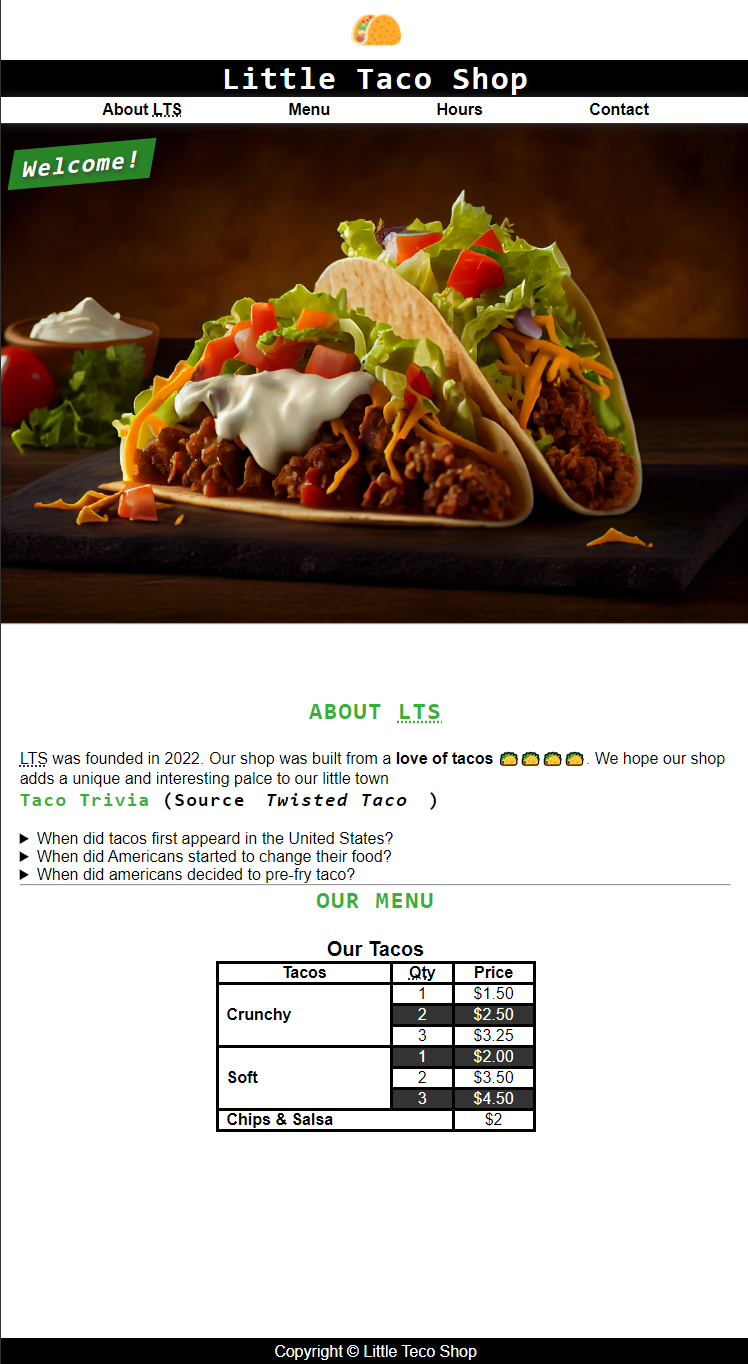 Little Taco Shop
About LTS Menu Hours Contact
Welcome!
ABOUT LTS
LTS was founded in 2022. Our shop was built from a love of tacos 🌮🌮🌮🌮. We hope our shop
adds a unique and interesting palce to our little town
Taco Trivia (Source Twisted Taco )
▶ When did tacos first appeard in the United States?
▶ When did Americans started to change their food?
▶ When did americans decided to pre-fry taco?
OUR MENU
Our Tacos
Tacos Qty Price
Crunchy 1 $1.50
2 $2.50
3 $3.25
Soft 1 $2.00
2 $3.50
3 $4.50
Chips & Salsa $2
Copyright © Little Teco Shop